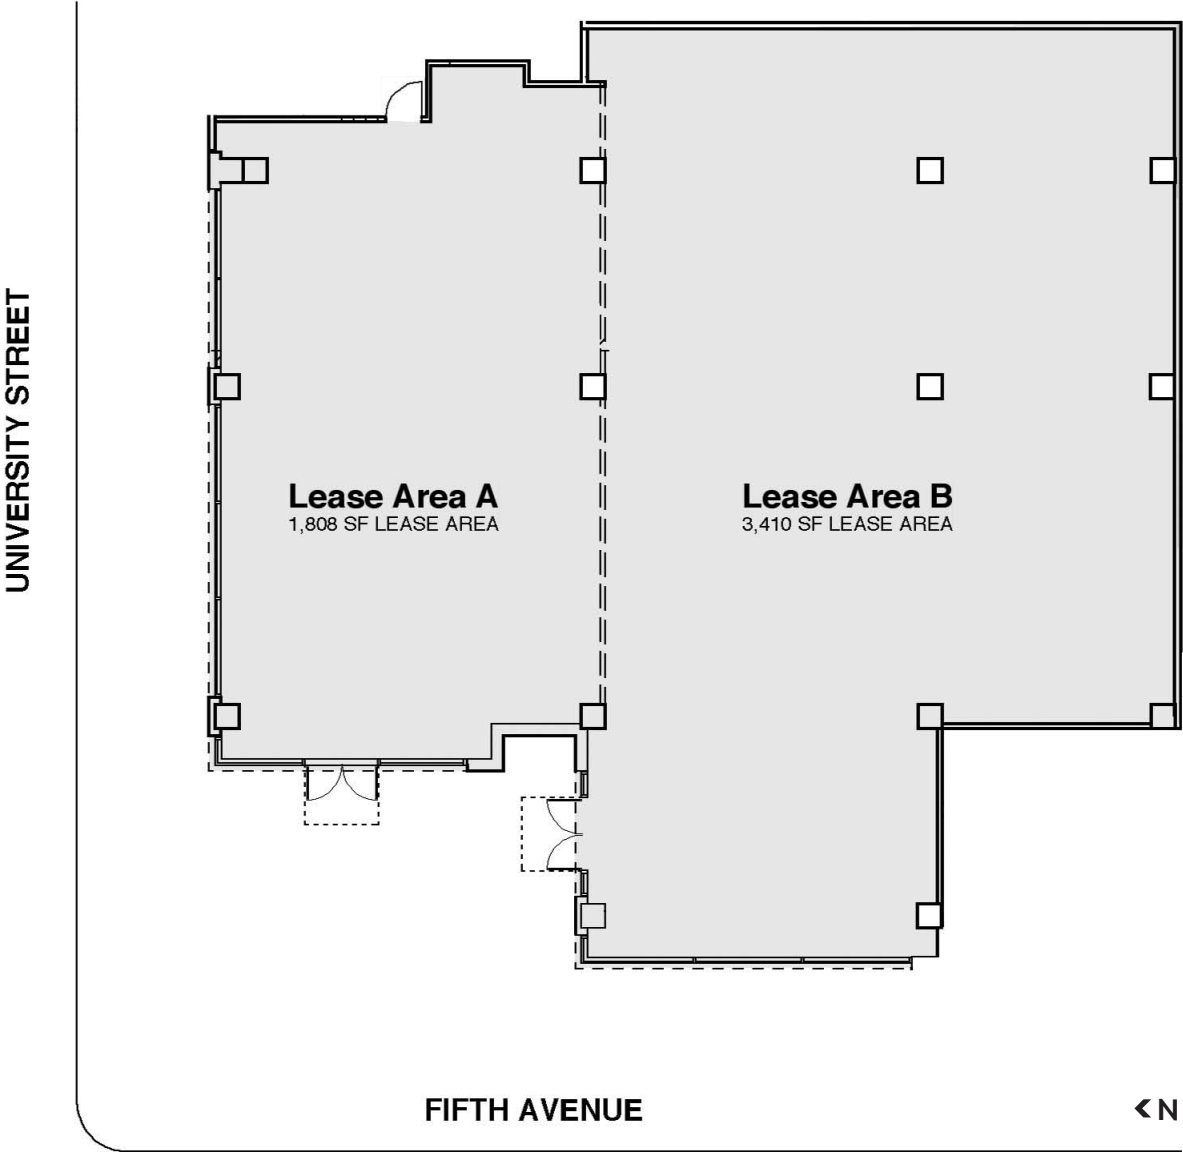 UNIVERSITY STREET
Lease Area A
1,808 SF LEASE AREA
Lease Area B
3,410 SF LEASE AREA
FIFTH AVENUE
N